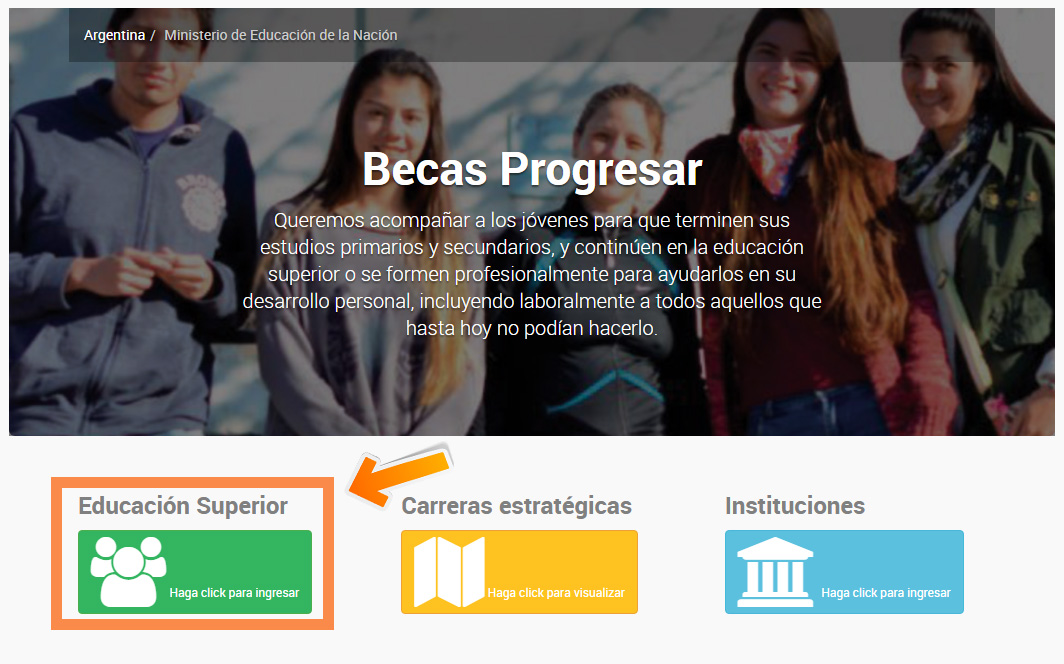 Argentina / Ministerio de Educación de la Nación
Becas Progresar
Queremos acompañar a los jóvenes para que terminen sus
estudios primarios y secundarios, y continúen en la educación
superior o se formen profesionalmente para ayudarlos en su
desarrollo personal, incluyendo laboralmente a todos aquellos que
hasta hoy no podían hacerlo.
Educación Superior
Haga click para ingresar
Carreras estratégicas
Haga click para visualizar
Instituciones
Haga click para ingresar